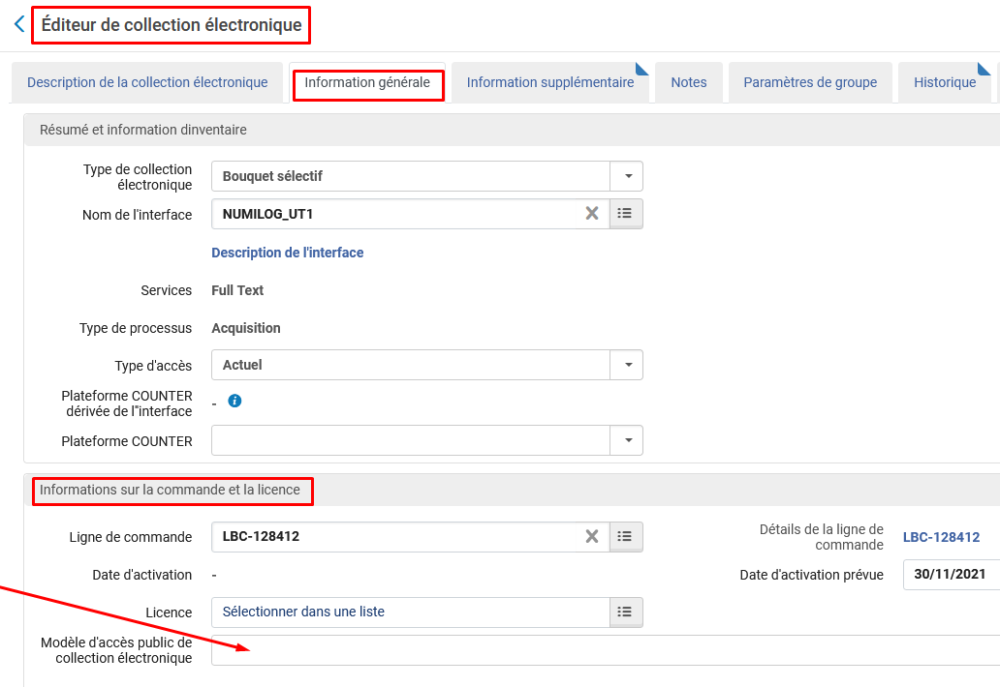 Éditeur de collection électronique
Description de la collection électronique
Information générale
Information supplémentaire
Notes
Paramètres de groupe
Historique
Résumé et information dinventaire
Type de collection
électronique
Bouquet sélectif
Nom de l'interface
NUMILOG_UT1
Description de l'interface
Services
Full Text
Type de processus
Acquisition
Type d'accès
Actuel
Plateforme COUNTER
dérivée de l"interface
-
Plateforme COUNTER
Informations sur la commande et la licence
Ligne de commande
LBC-128412
Détails de la ligne de
commande
LBC-128412
Date d'activation
-
Date d'activation prévue
30/11/2021
Licence
Sélectionner dans une liste
Modèle d'accès public de
collection électronique